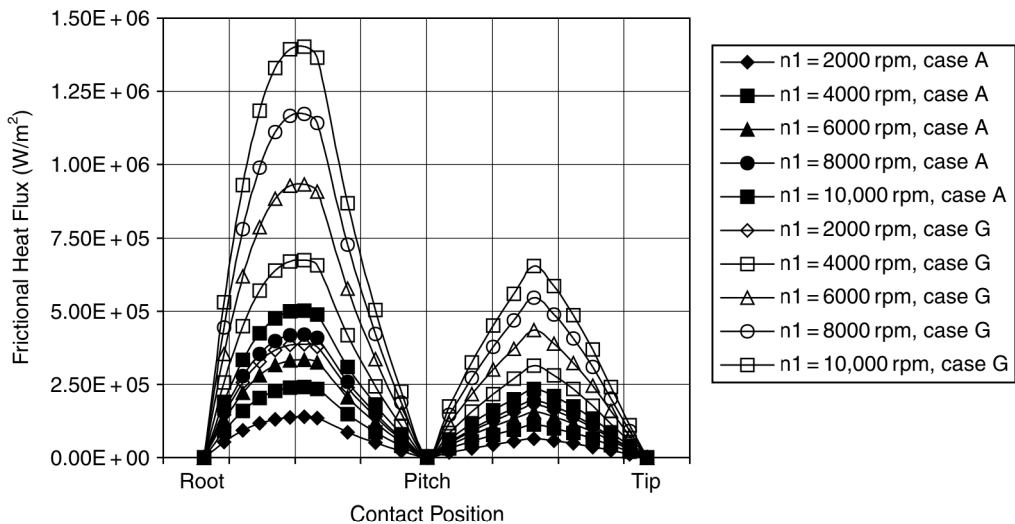 1.50E + 06
1.25E + 06
1.00E + 06
7.50E + 05
5.00E + 05
2.50E + 05
0.00E + 00
Frictional Heat Flux (W/m²)
Root
Pitch
Tip
Contact Position
n1 = 2000 rpm, case A
n1 = 4000 rpm, case A
n1 = 6000 rpm, case A
n1 = 8000 rpm, case A
n1 = 10,000 rpm, case A
n1 = 2000 rpm, case G
n1 = 4000 rpm, case G
n1 = 6000 rpm, case G
n1 = 8000 rpm, case G
n1 = 10,000 rpm, case G